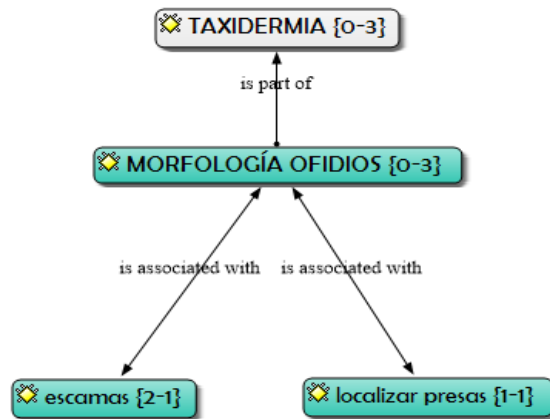 TAXIDERMIA {0-3}
is part of
MORFOLOGÍA OFIDIOS {0-3}
is associated with
is associated with
escamas {2-1}
localizar presas {1-1}